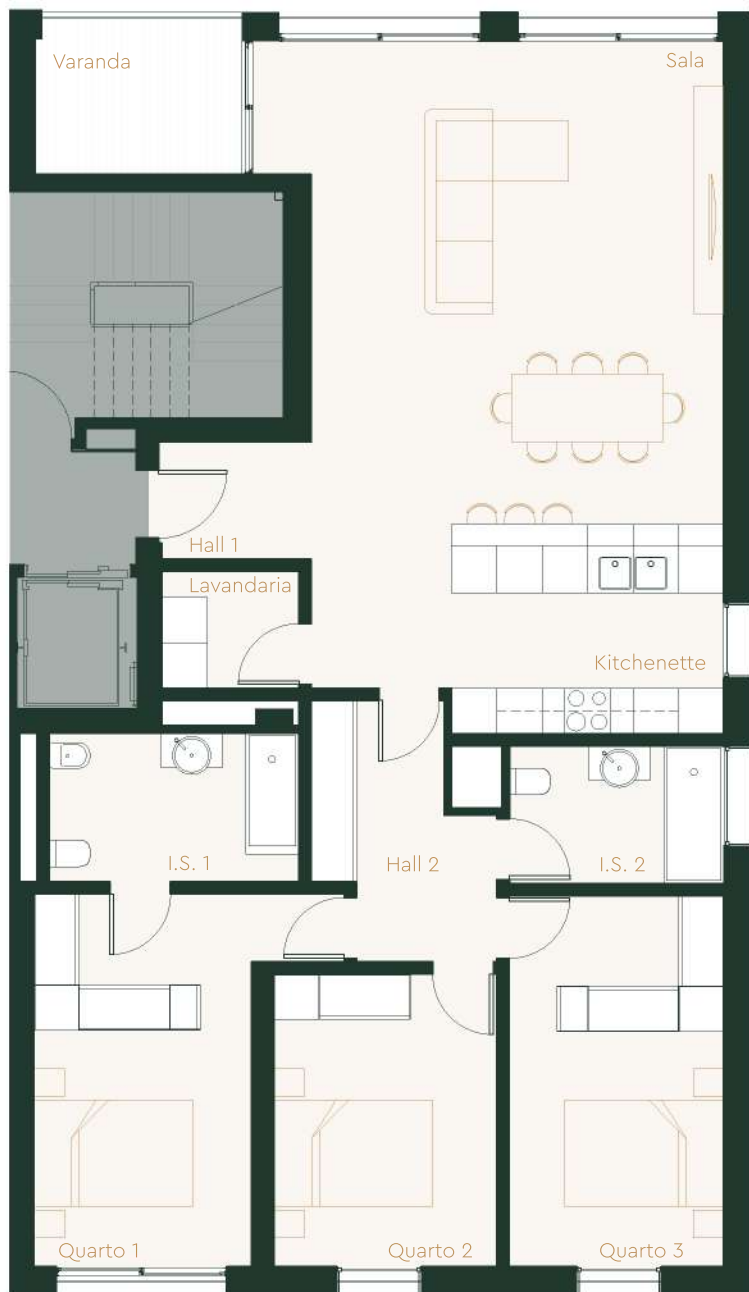 Varanda
Sala
Hall 1
Lavandaria
Kitchenette
I.S. 1
Hall 2
I.S. 2
Quarto 1
Quarto 2
Quarto 3